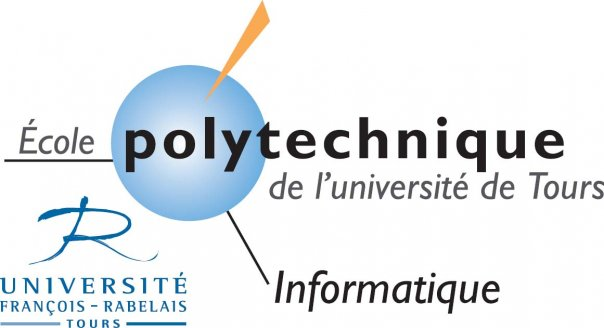 École polytechnique
de l'université de Tours
Informatique
UNIVERSITÉ
FRANÇOIS - RABELAIS
TOURS